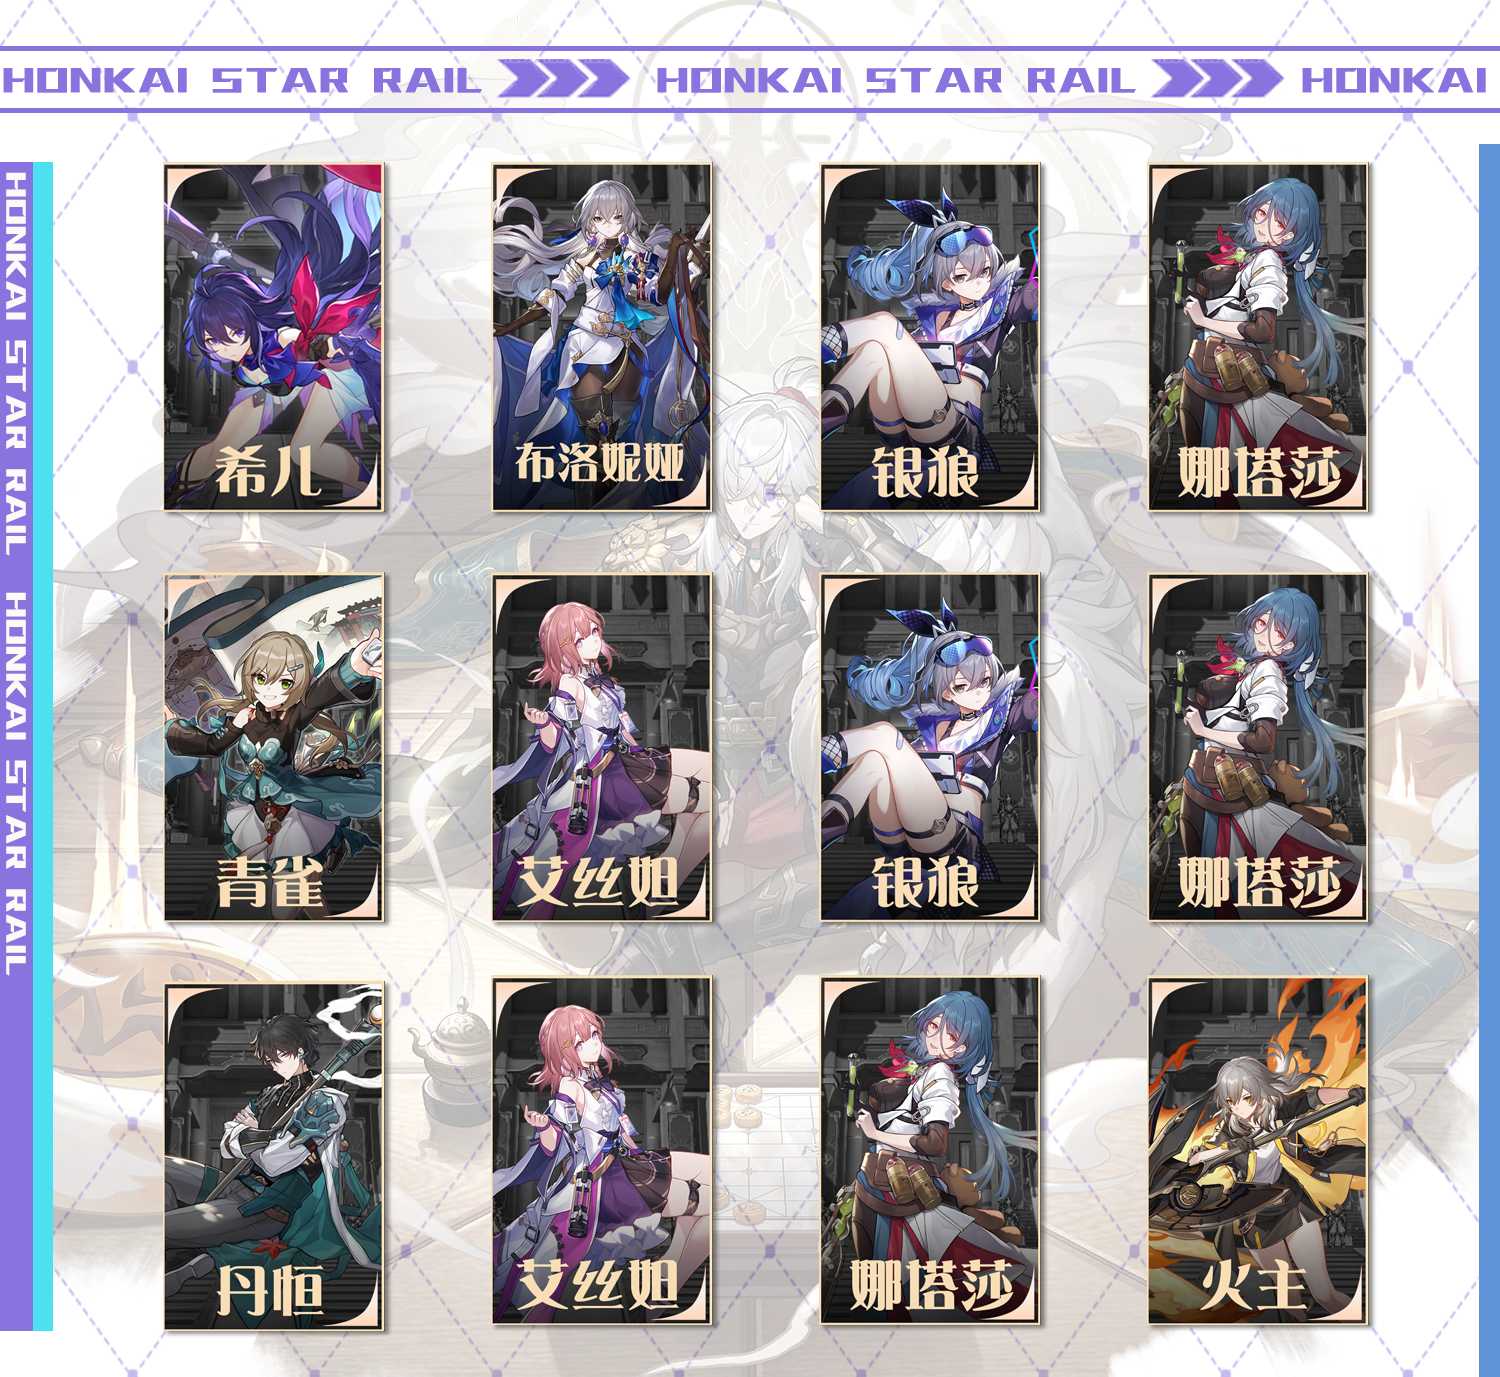 HONKAI STAR RAIL HONKAI STAR RAIL HONKAI
HONKAI STAR RAIL HONKAI STAR RAIL
希儿
布洛妮娅
银狼
娜塔莎
青雀
艾丝妲
银狼
娜塔莎
丹恒
艾丝妲
娜塔莎
火主